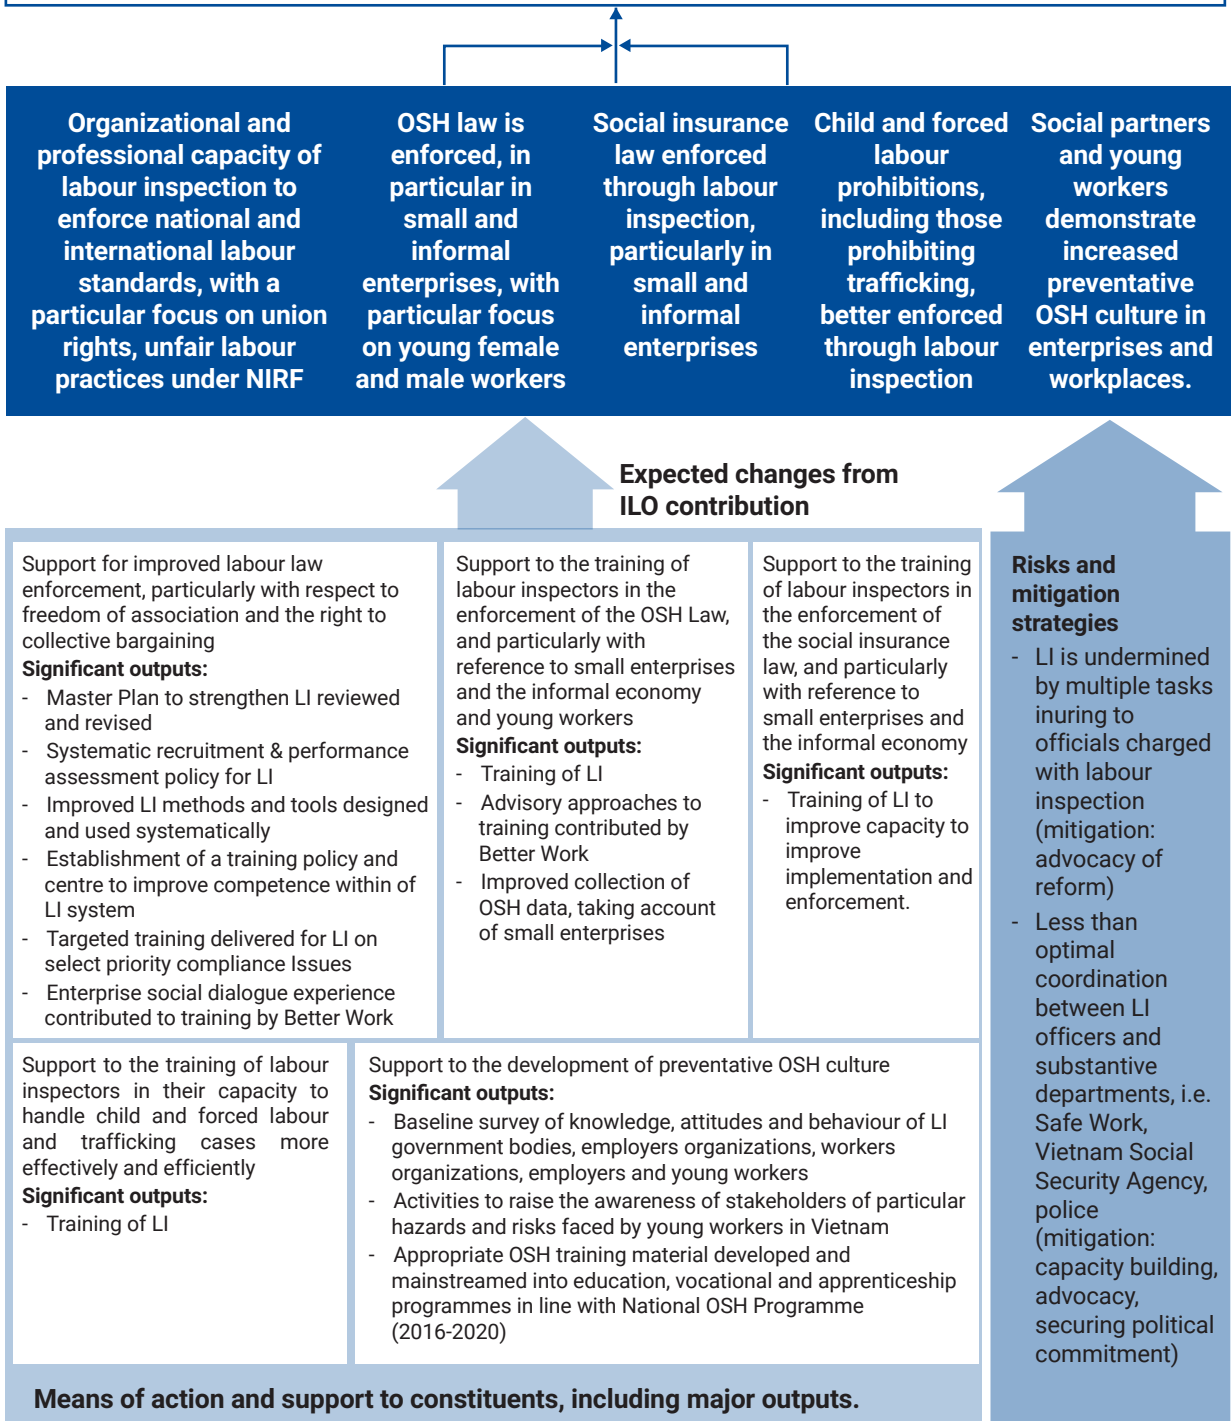 Organizational and
professional capacity of
labour inspection to
enforce national and
international labour
standards, with a
particular focus on union
rights, unfair labour
practices under NIRF
OSH law is
enforced, in
particular in
small and
informal
enterprises, with
particular focus
on young female
and male workers
Social insurance
law enforced
through labour
inspection,
particularly in
small and
informal
enterprises
Child and forced
labour
prohibitions,
including those
prohibiting
trafficking,
better enforced
through labour
inspection
Social partners
and young
workers
demonstrate
increased
preventative
OSH culture in
enterprises and
workplaces.
Expected changes from
ILO contribution
Support for improved labour law
enforcement, particularly with respect to
freedom of association and the right to
collective bargaining
Significant outputs:
- Master Plan to strengthen LI reviewed
and revised
- Systematic recruitment & performance
assessment policy for LI
- Improved LI methods and tools designed
and used systematically
- Establishment of a training policy and
centre to improve competence within of
LI system
- Targeted training delivered for LI on
select priority compliance Issues
- Enterprise social dialogue experience
contributed to training by Better Work
Support to the training of
labour inspectors in the
enforcement of the OSH Law,
and particularly with
reference to small enterprises
and the informal economy
and young workers
Significant outputs:
- Training of LI
- Advisory approaches to
training contributed by
Better Work
- Improved collection of
OSH data, taking account
of small enterprises
Support to the training
of labour inspectors in
the enforcement of
the social insurance
law, and particularly
with reference to
small enterprises and
the informal economy
Significant outputs:
- Training of LI to
improve capacity to
improve
implementation and
enforcement.
Support to the training of labour
inspectors in their capacity to
handle child and forced labour
and trafficking cases more
effectively and efficiently
Significant outputs:
- Training of LI
Support to the development of preventative OSH culture
Significant outputs:
- Baseline survey of knowledge, attitudes and behaviour of LI
government bodies, employers organizations, workers
organizations, employers and young workers
- Activities to raise the awareness of stakeholders of particular
hazards and risks faced by young workers in Vietnam
- Appropriate OSH training material developed and
mainstreamed into education, vocational and apprenticeship
programmes in line with National OSH Programme
(2016-2020)
Means of action and support to constituents, including major outputs.
Risks and
mitigation
strategies
- LI is undermined
by multiple tasks
inuring to
officials charged
with labour
inspection
(mitigation:
advocacy of
reform)
- Less than
optimal
coordination
between LI
officers and
substantive
departments, i.e.
Safe Work,
Vietnam Social
Security Agency,
police
(mitigation:
capacity building,
advocacy,
securing political
commitment)